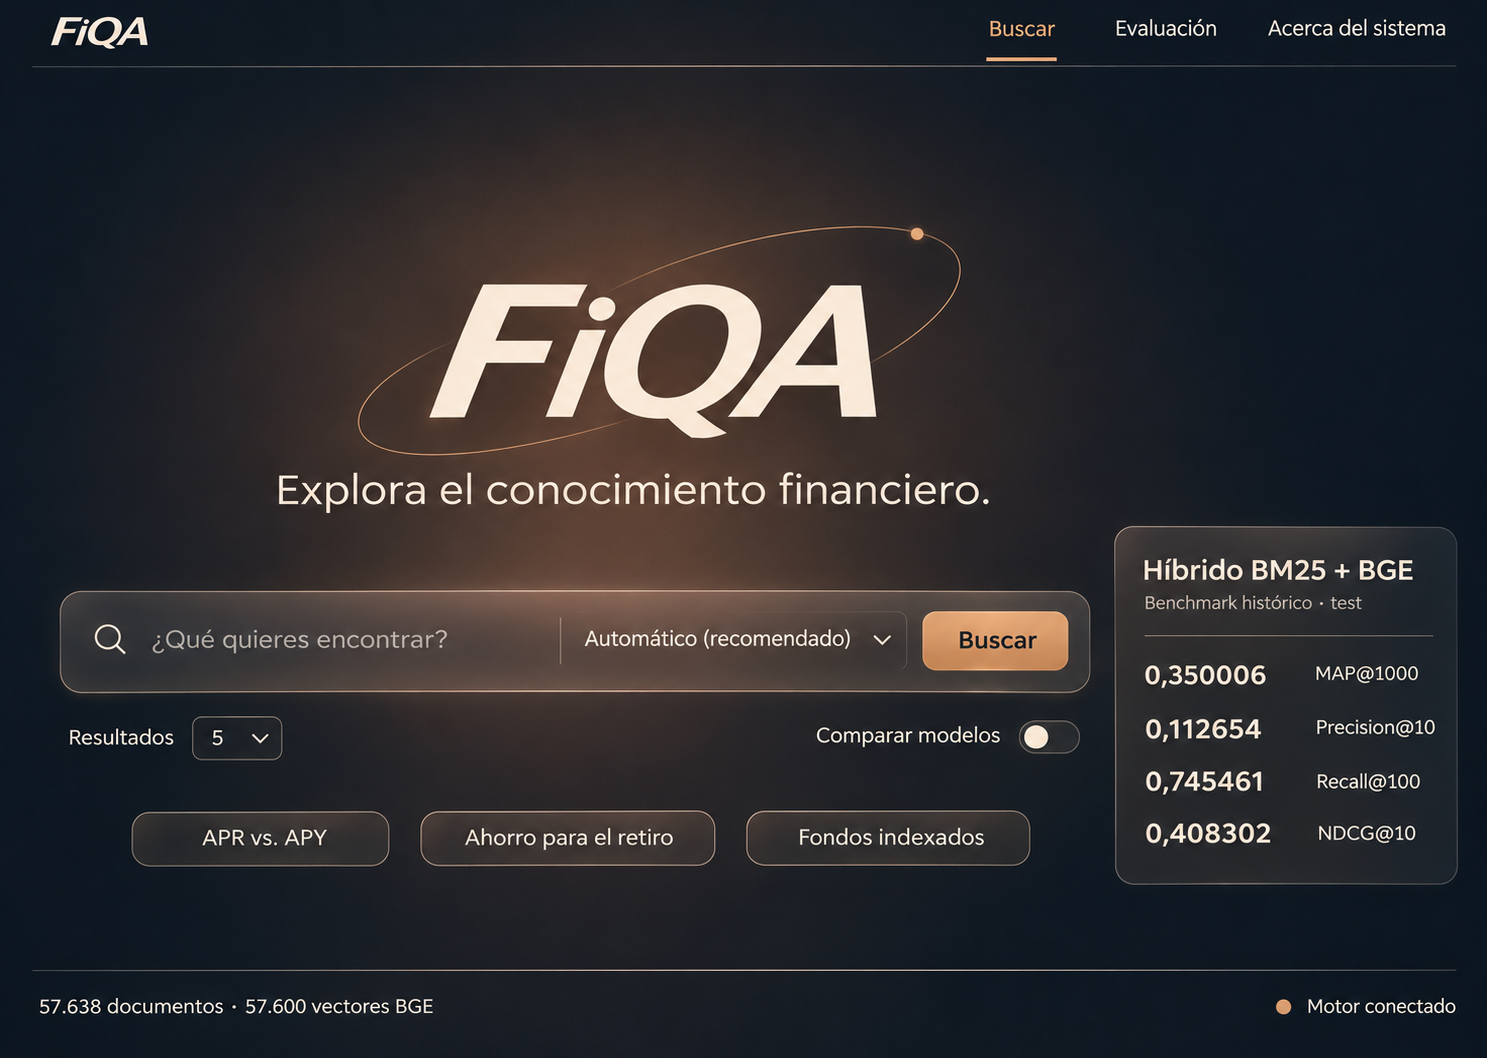 FiQA
Buscar
Evaluación
Acerca del sistema
FiQA
Explora el conocimiento financiero.
¿Qué quieres encontrar?
Automático (recomendado)
Buscar
Resultados
5
Comparar modelos
APR vs. APY
Ahorro para el retiro
Fondos indexados
Híbrido BM25 + BGE
Benchmark histórico · test
0,350006 MAP@1000
0,112654 Precision@10
0,745461 Recall@100
0,408302 NDCG@10
57.638 documentos · 57.600 vectores BGE
Motor conectado